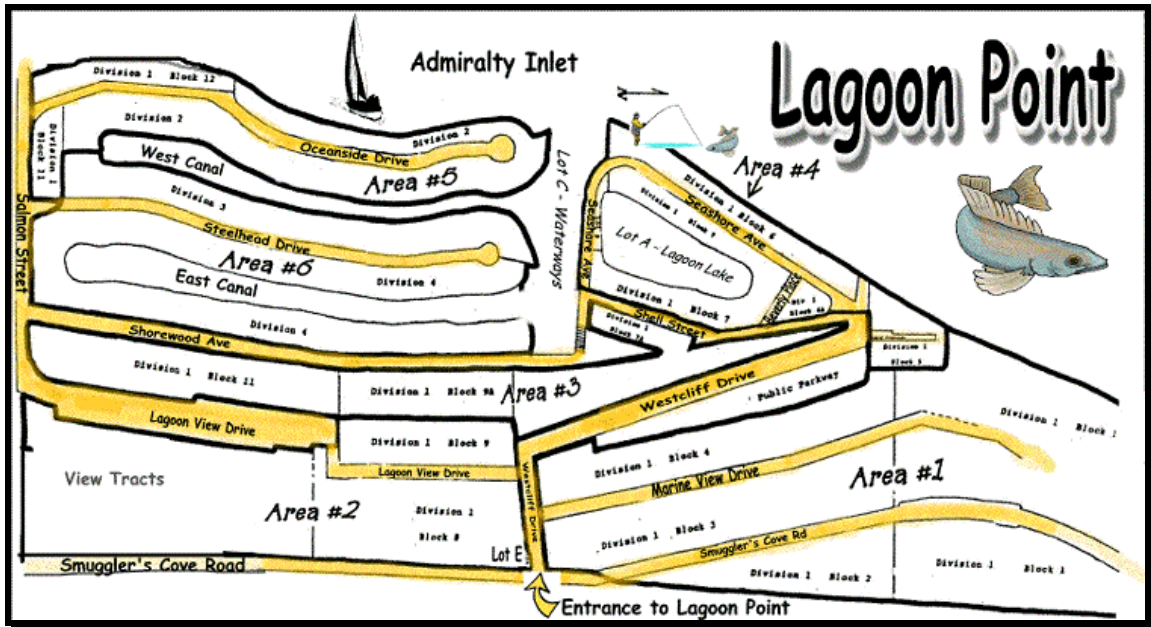 Lagoon Point
Admiralty Inlet
Division 1 Block 12
Division 2
Division 2
Oceanside Drive
Division 1
Block 11
West Canal
Area #5
Division 3
Steelhead Drive
Area #6
East Canal
Division 4
Division 4
Salmon Street
Shorewood Ave
Division 1 Block 11
Division 1 Block 9A
Area #3
Lot C - Waterways
N
Area #4
Division 1 Block 6
Seashore Ave
Seashore Ave
Division 1
Block 7
Lot A - Lagoon Lake
Division 1 Block 7
Beverly Place
Block 6A
Shell Street
Division 1
Block 7A
Westcliff Drive
Public Parkway
Division 1
Block 5
Lagoon View Drive
Division 1 Block 9
Lagoon View Drive
View Tracts
Area #2
Division 1
Block 8
Lot E
Westcliff Drive
Division 1 Block 4
Marine View Drive
Area #1
Division 1 Block 1
Division 1 Block 3
Smuggler's Cove Rd
Division 1 Block 2
Division 1 Block 1
Smuggler's Cove Road
Entrance to Lagoon Point